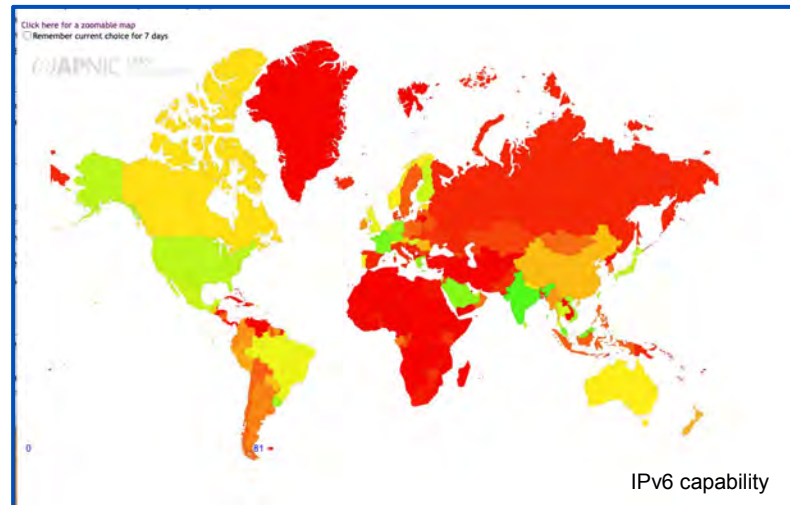 Click here for a zoomable map
Remember current choice for 7 days
APNIC
0
81
IPv6 capability